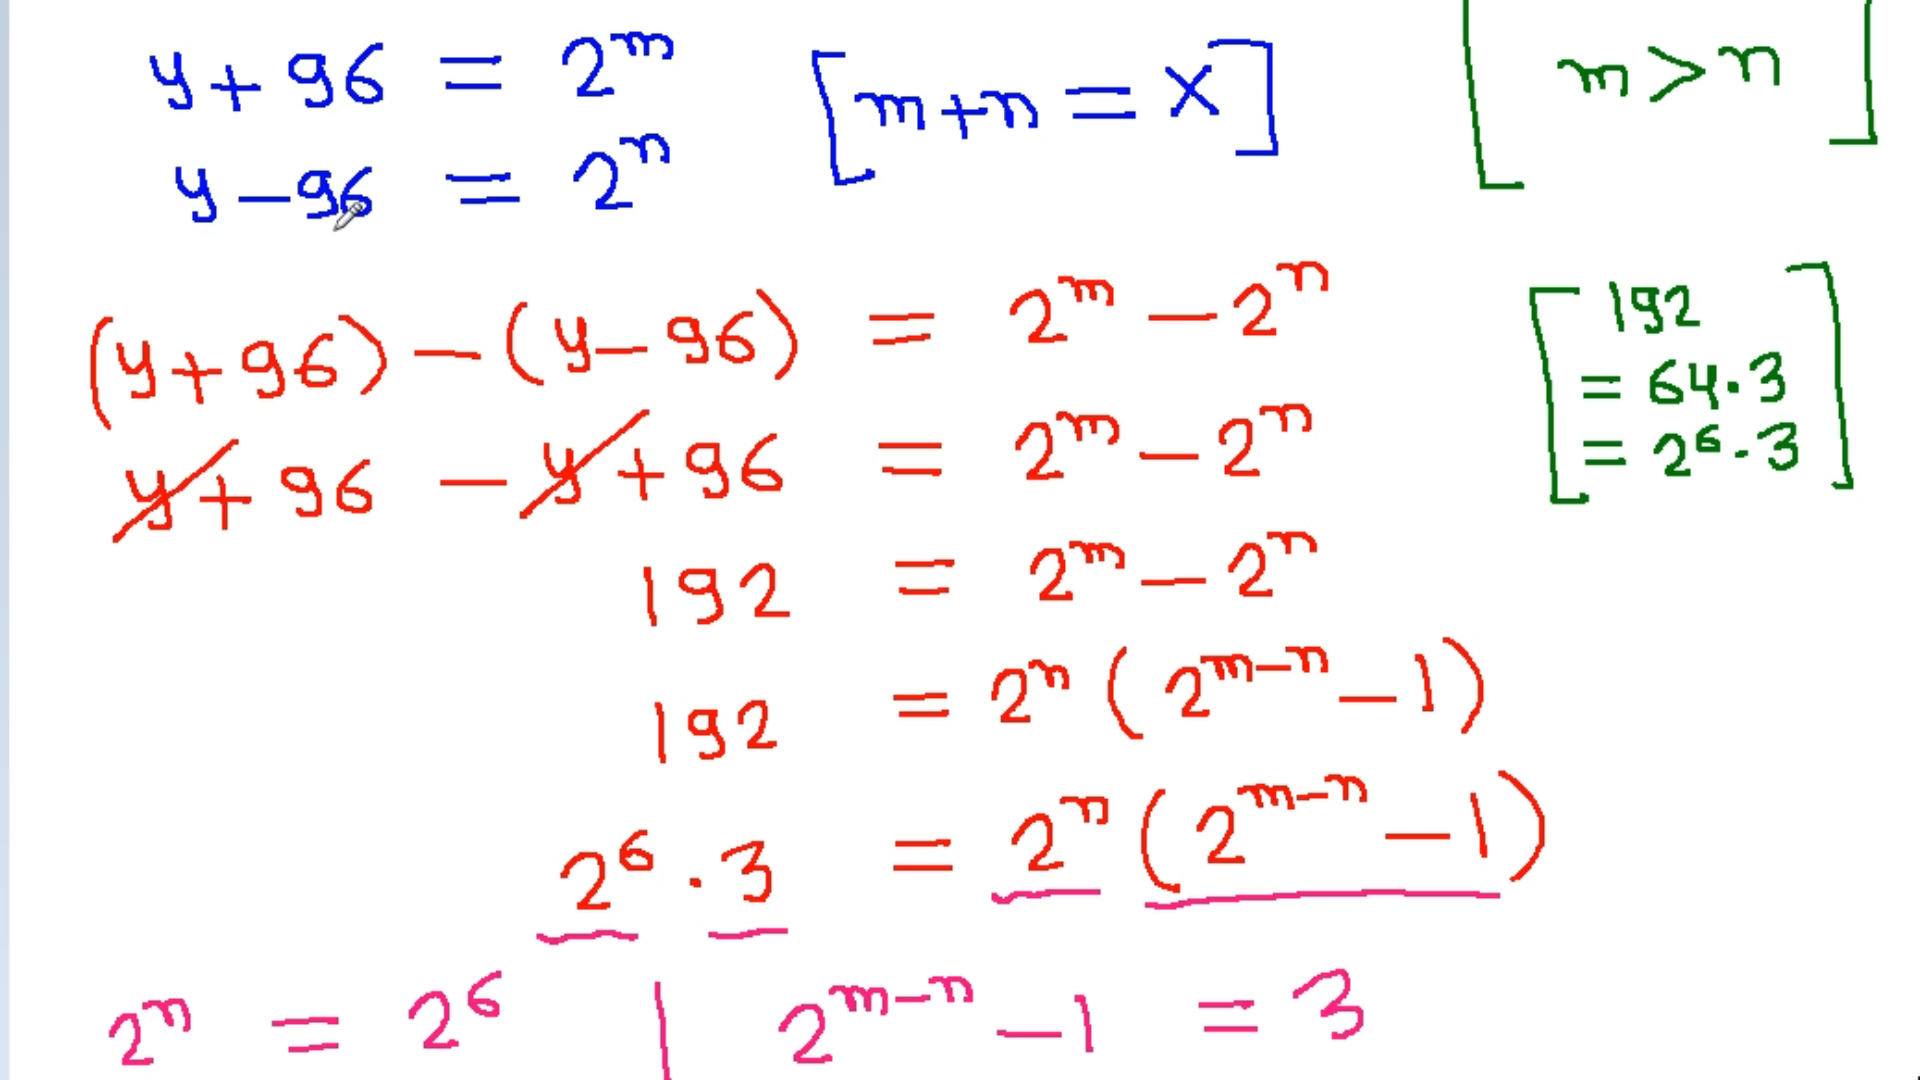 y + 96 = 2^m [m + n = x] [m > n]
y - 96 = 2^n
(y + 96) - (y - 96) = 2^m - 2^n
y + 96 - y + 96 = 2^m - 2^n
192 = 2^m - 2^n
192 = 2^n (2^{m-n} - 1)
2^6 · 3 = 2^n (2^{m-n} - 1)
2^n = 2^6 | 2^{m-n} - 1 = 3
[192
= 64 · 3
= 2^6 · 3]